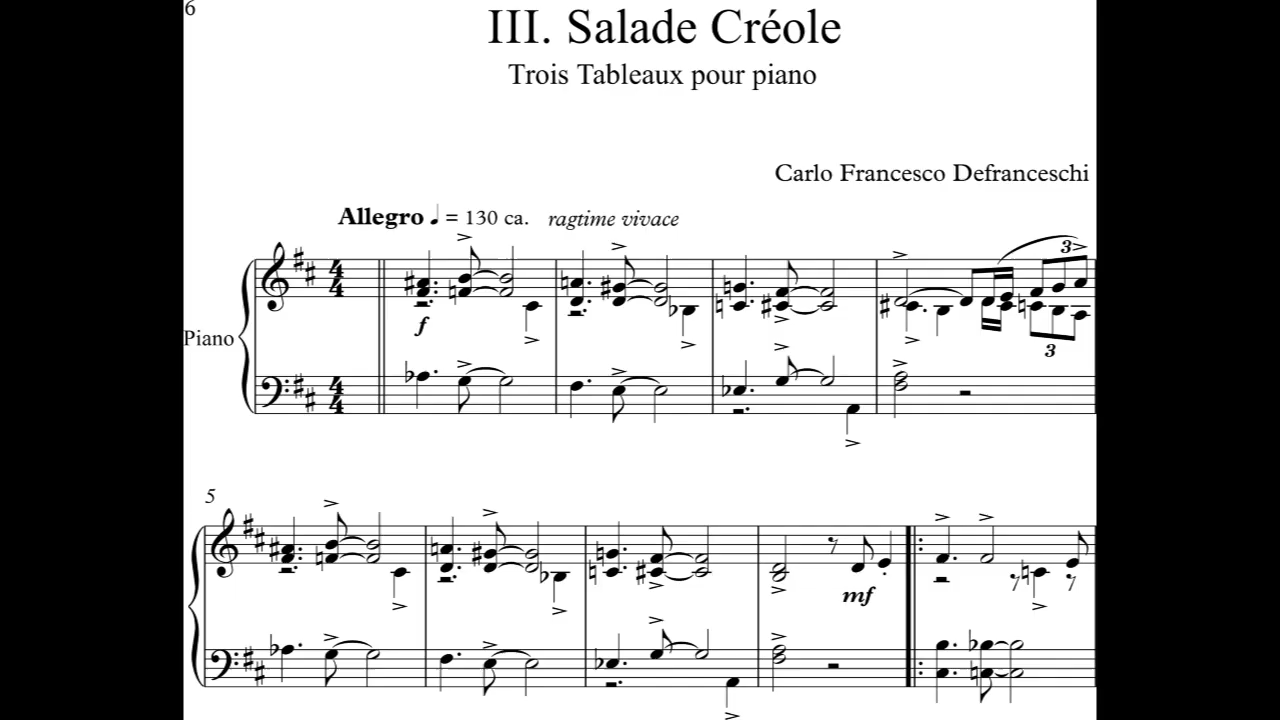 6
III. Salade Créole
Trois Tableaux pour piano
Carlo Francesco Defranceschi
Allegro ♩ = 130 ca. ragtime vivace
3
Piano
f
3
5
mf